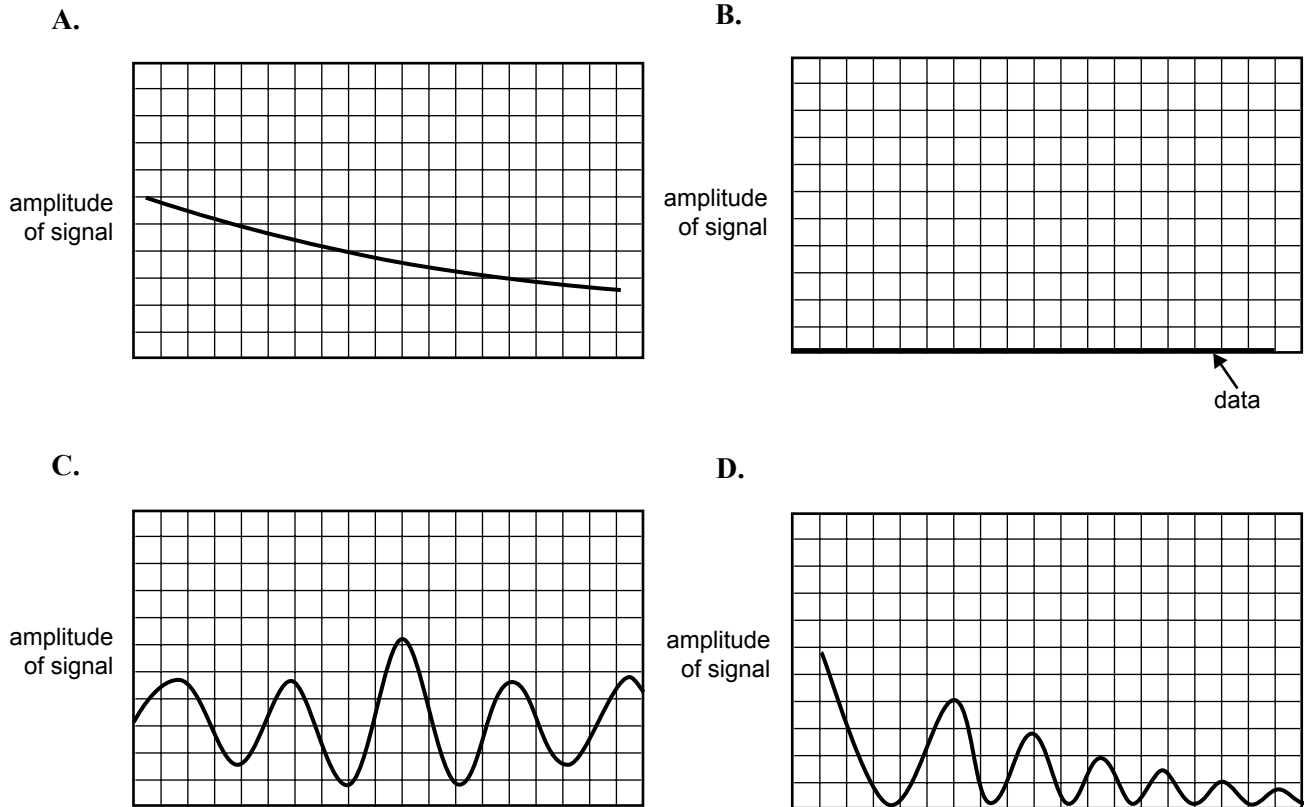 A.
B.
amplitude
of signal
amplitude
of signal
data
C.
D.
amplitude
of signal
amplitude
of signal